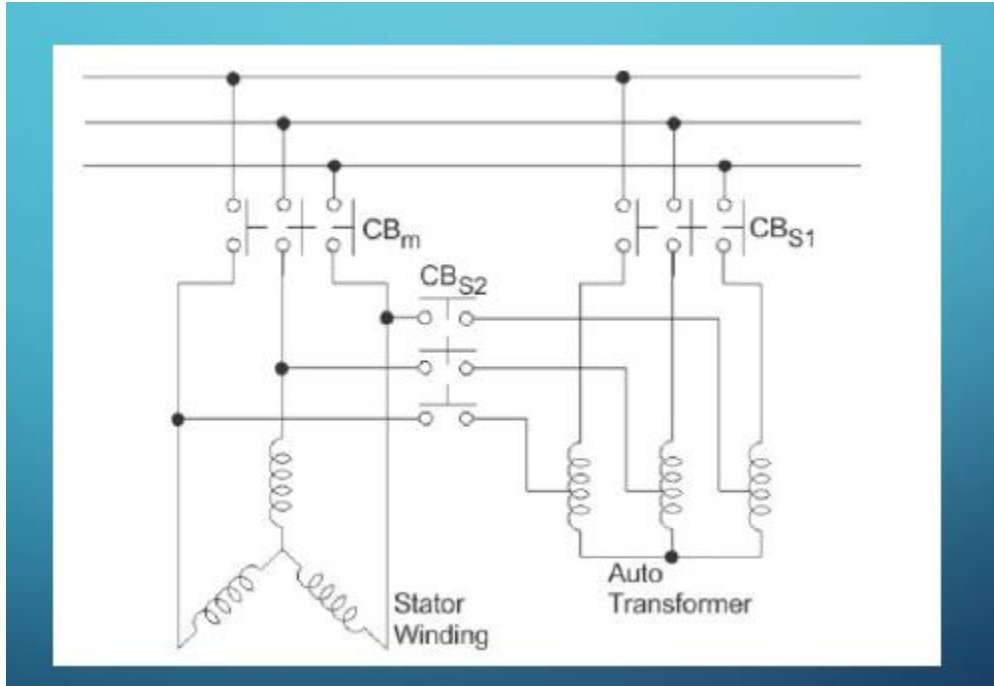 CBm
CBS1
CBS2
Auto
Transformer
Stator
Winding